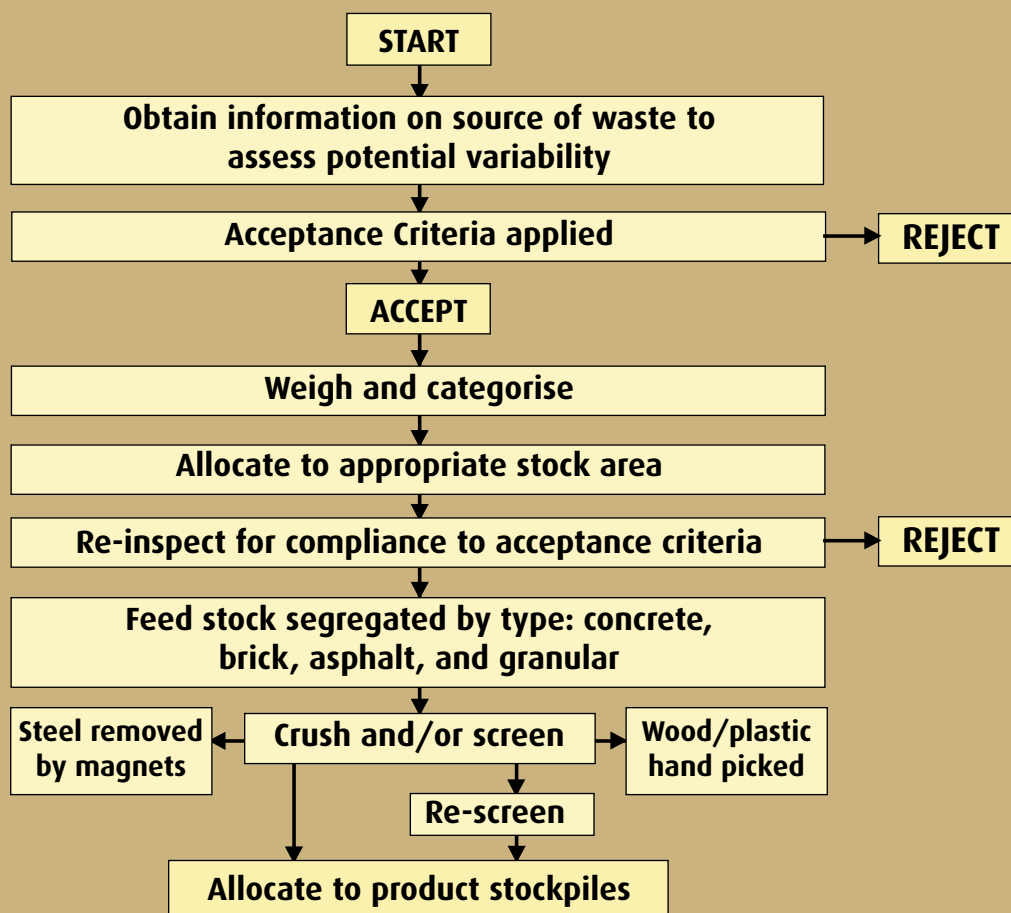 START
Obtain information on source of waste to
assess potential variability
Acceptance Criteria applied
REJECT
ACCEPT
Weigh and categorise
Allocate to appropriate stock area
Re-inspect for compliance to acceptance criteria
REJECT
Feed stock segregated by type: concrete,
brick, asphalt, and granular
Steel removed
by magnets
Crush and/or screen
Wood/plastic
hand picked
Re-screen
Allocate to product stockpiles